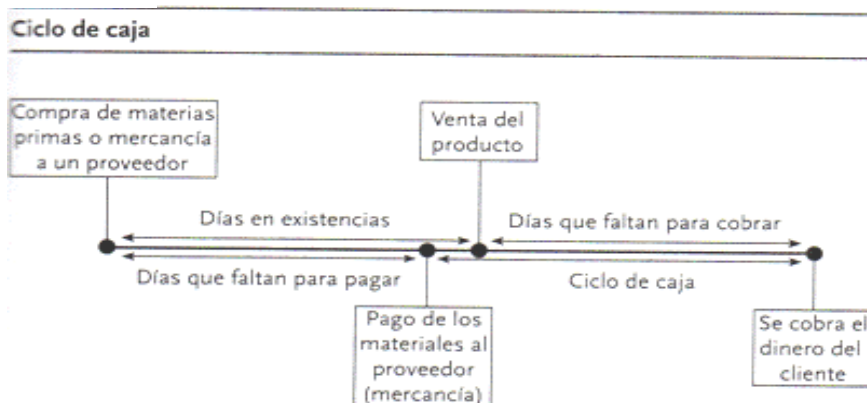 Ciclo de caja
Compra de materias
primas o mercancía
a un proveedor
Venta del
producto
Días en existencias
Días que faltan para cobrar
Días que faltan para pagar
Ciclo de caja
Pago de los
materiales al
proveedor
(mercancía)
Se cobra el
dinero del
cliente